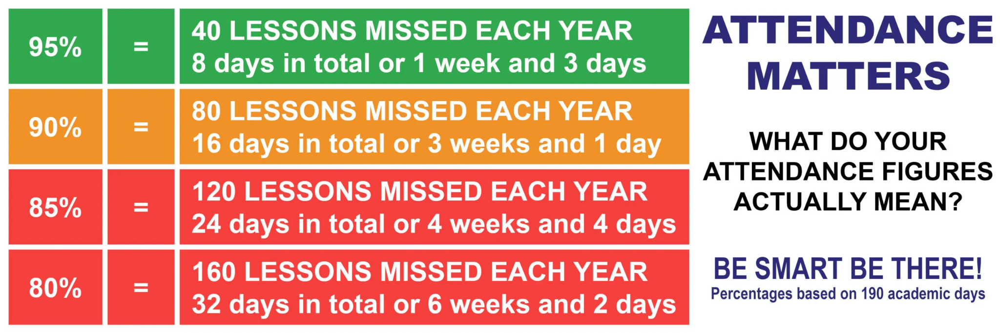 95%
=
40 LESSONS MISSED EACH YEAR
8 days in total or 1 week and 3 days
90%
=
80 LESSONS MISSED EACH YEAR
16 days in total or 3 weeks and 1 day
85%
=
120 LESSONS MISSED EACH YEAR
24 days in total or 4 weeks and 4 days
80%
=
160 LESSONS MISSED EACH YEAR
32 days in total or 6 weeks and 2 days
ATTENDANCE
MATTERS
WHAT DO YOUR
ATTENDANCE FIGURES
ACTUALLY MEAN?
BE SMART BE THERE!
Percentages based on 190 academic days